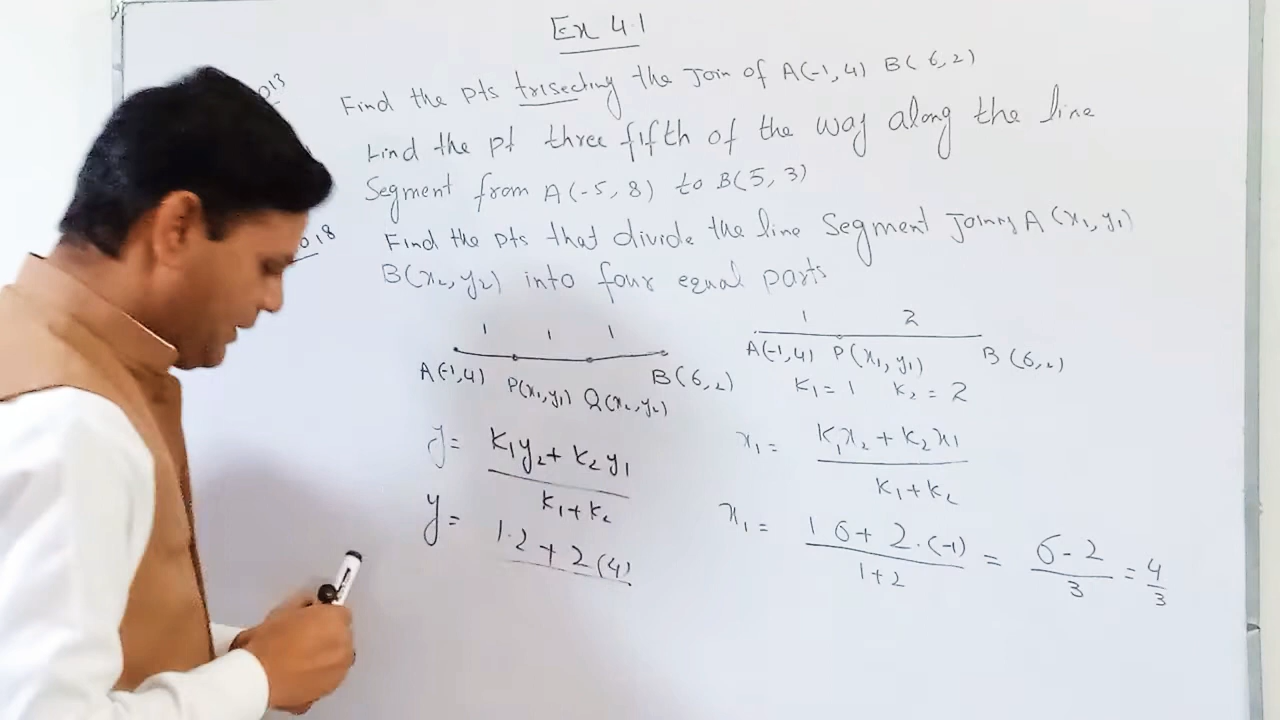 Ex 4.1
Find the pts trisecting the join of A(-1,4) B(6,2)
Find the pt three fifth of the way along the line
Segment from A(-5,8) to B(5,3)
018 Find the pts that divide the line Segment A(x₁,y₁)
B(x₂,y₂) into four equal parts
1 1 1
A(-1,4) P(x₁,y₁) Q(x₂,y₂) B(6,2)
y = K₁y₂ + K₂y₁
K₁+K₂
y = 1·2 + 2(4)
1 2
A(-1,4) P(x₁,y₁) B(6,2)
K₁=1 K₂=2
x₁ = K₁x₂ + K₂x₁
K₁+K₂
x₁ = 1 6 + 2·(-1) = 6-2 = 4
1+2 3 3